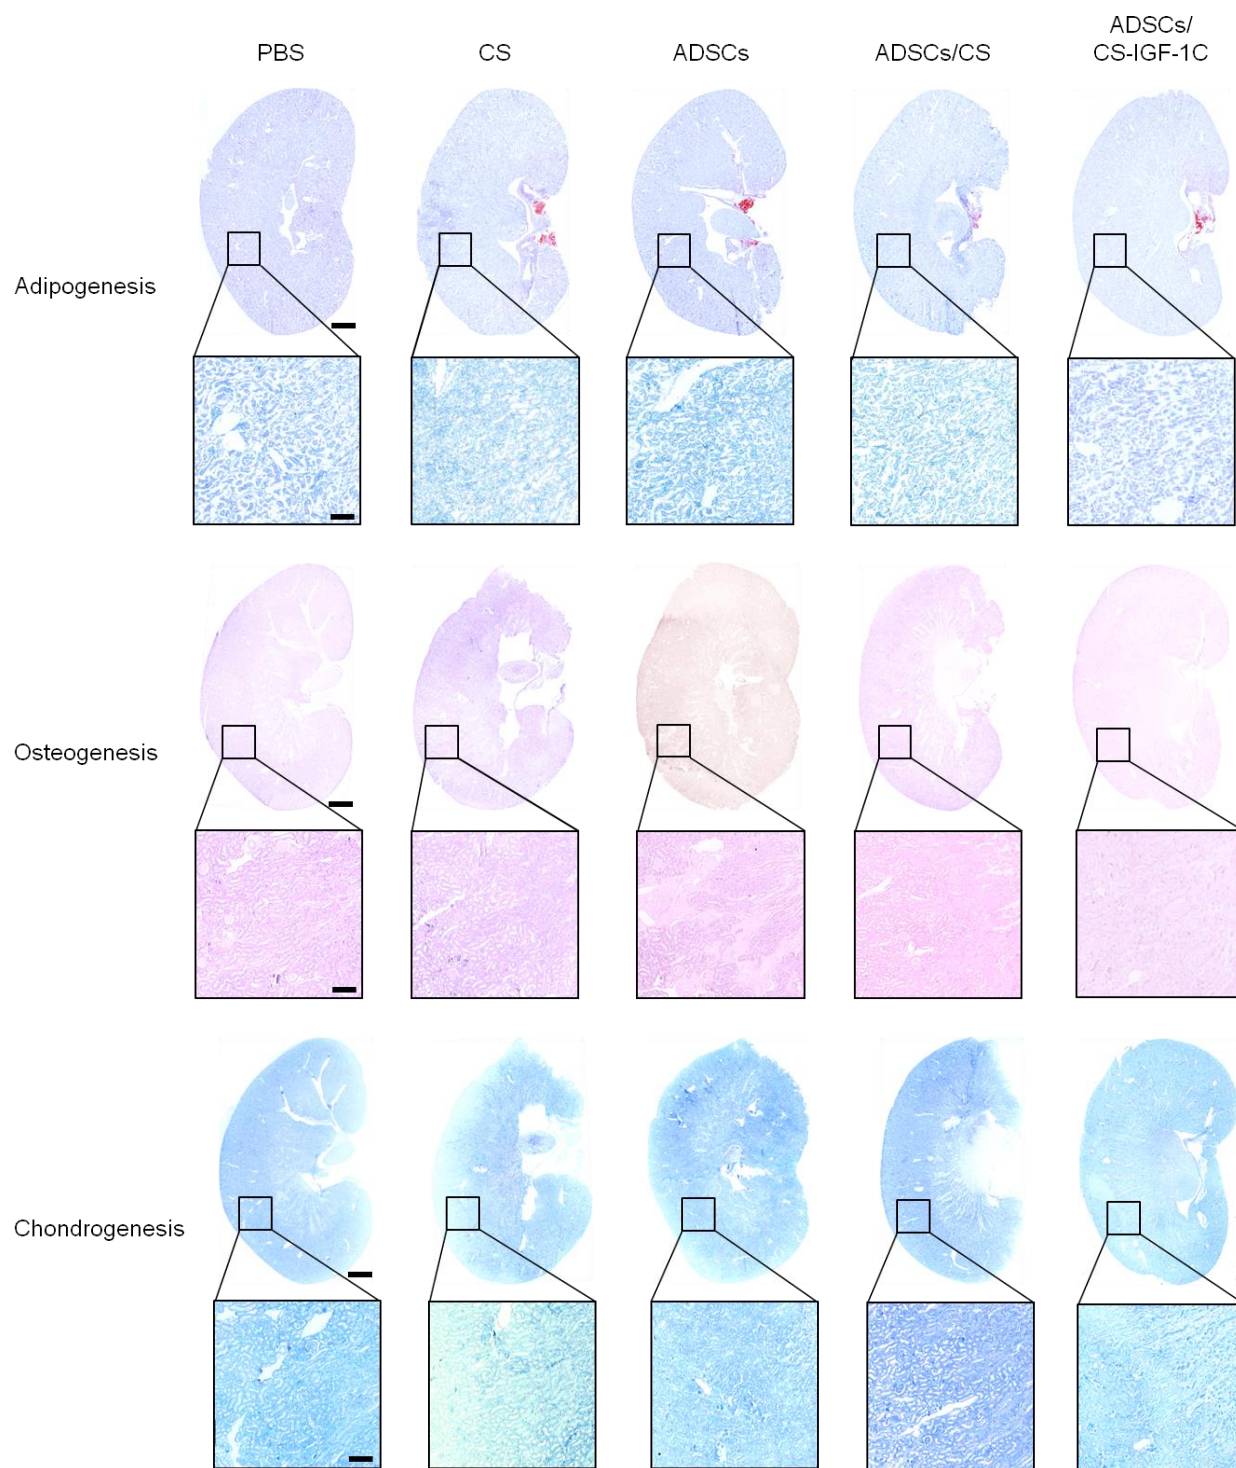 PBS
CS
ADSCs
ADSCs/CS
ADSCs/
CS-IGF-1C
Adipogenesis
Osteogenesis
Chondrogenesis